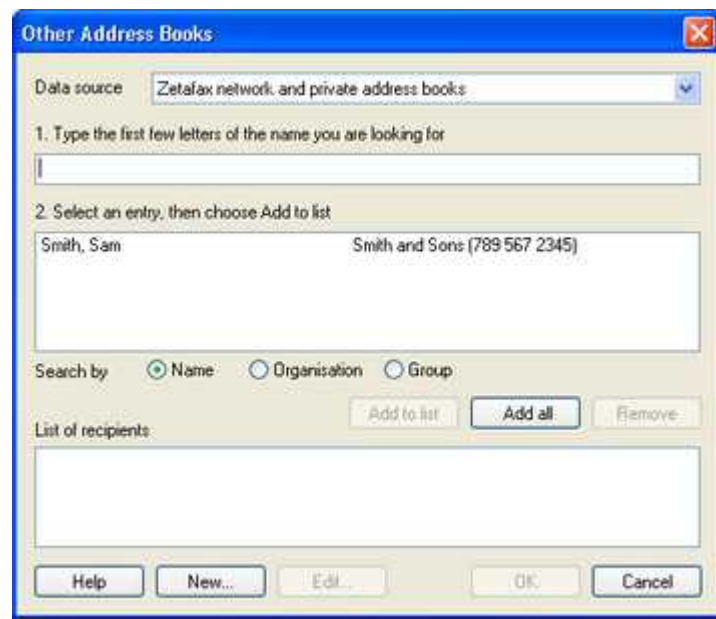 Other Address Books
Data source Zetafax network and private address books
1. Type the first few letters of the name you are looking for
2. Select an entry, then choose Add to list
Smith, Sam Smith and Sons (789 567 2345)
Search by Name Organisation Group
Add to list Add all Remove
List of recipients
Help New... Edit... OK Cancel